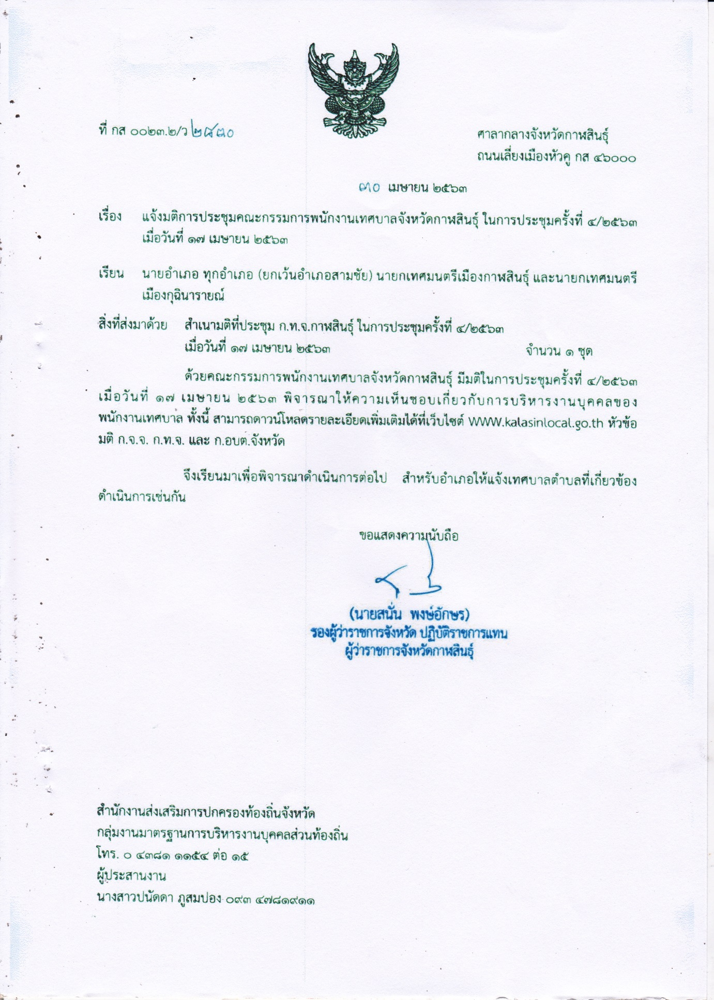 ที่ กส ๐๐๒๓.๒/ว ๒๘๓๐
ศาลากลางจังหวัดกาฬสินธุ์
ถนนเลี่ยงเมืองหัวคู กส ๔๖๐๐๐
๓๐ เมษายน ๒๕๖๓
เรื่อง แจ้งมติการประชุมคณะกรรมการพนักงานเทศบาลจังหวัดกาฬสินธุ์ ในการประชุมครั้งที่ ๔/๒๕๖๓
เมื่อวันที่ ๑๗ เมษายน ๒๕๖๓
เรียน นายอำเภอ ทุกอำเภอ (ยกเว้นอำเภอสามชัย) นายกเทศมนตรีเมืองกาฬสินธุ์ และนายกเทศมนตรี
เมืองกุฉินารายณ์
สิ่งที่ส่งมาด้วย สำเนามติที่ประชุม ก.ท.จ.กาฬสินธุ์ ในการประชุมครั้งที่ ๔/๒๕๖๓
เมื่อวันที่ ๑๗ เมษายน ๒๕๖๓ จำนวน ๑ ชุด
ด้วยคณะกรรมการพนักงานเทศบาลจังหวัดกาฬสินธุ์ มีมติในการประชุมครั้งที่ ๔/๒๕๖๓
เมื่อวันที่ ๑๗ เมษายน ๒๕๖๓ พิจารณาให้ความเห็นชอบเกี่ยวกับการบริหารงานบุคคลของ
พนักงานเทศบาล ทั้งนี้ สามารถดาวน์โหลดรายละเอียดเพิ่มเติมได้ที่เว็บไซต์ WWW.kalasinlocal.go.th หัวข้อ
มติ ก.จ.จ. ก.ท.จ. และ ก.อบต.จังหวัด
จึงเรียนมาเพื่อพิจารณาดำเนินการต่อไป สำหรับอำเภอให้แจ้งเทศบาลตำบลที่เกี่ยวข้อง
ดำเนินการเช่นกัน
ขอแสดงความนับถือ
(นายสนั่น พงษ์อักษร)
รองผู้ว่าราชการจังหวัด ปฏิบัติราชการแทน
ผู้ว่าราชการจังหวัดกาฬสินธุ์
สำนักงานส่งเสริมการปกครองท้องถิ่นจังหวัด
กลุ่มงานมาตรฐานการบริหารงานบุคคลส่วนท้องถิ่น
โทร. ๐ ๔๓๘๑ ๑๑๕๔ ต่อ ๑๕
ผู้ประสานงาน
นางสาวปนัดดา ภูสมปอง ๐๙๓ ๔๗๘๑๙๑๑